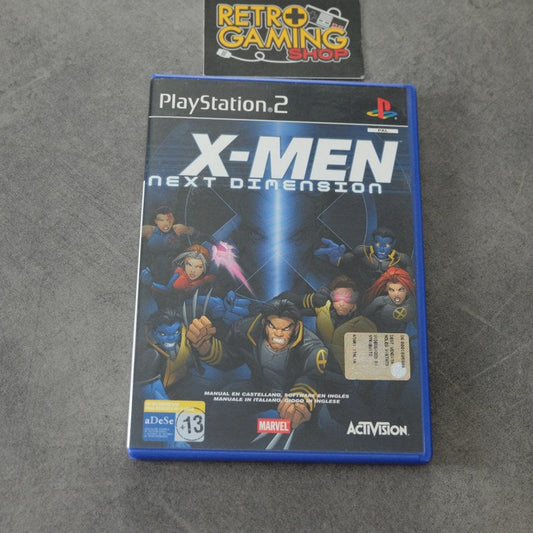 RETRO
GAMING
SHOP
PlayStation®2
PAL
X-MEN
NEXT DIMENSION
MANUAL EN CASTELLANO, SOFTWARE EN INGLÉS
MANUALE IN ITALIANO, GIOCO IN INGLESE
aDeSe
+13
MARVEL
ACTIVISION